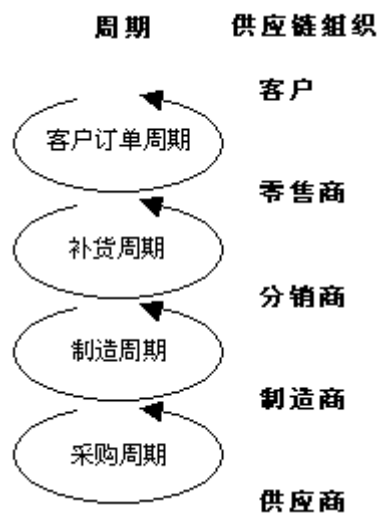 周期 供应链组织
客户
客户订单周期
零售商
补货周期
分销商
制造周期
制造商
采购周期
供应商